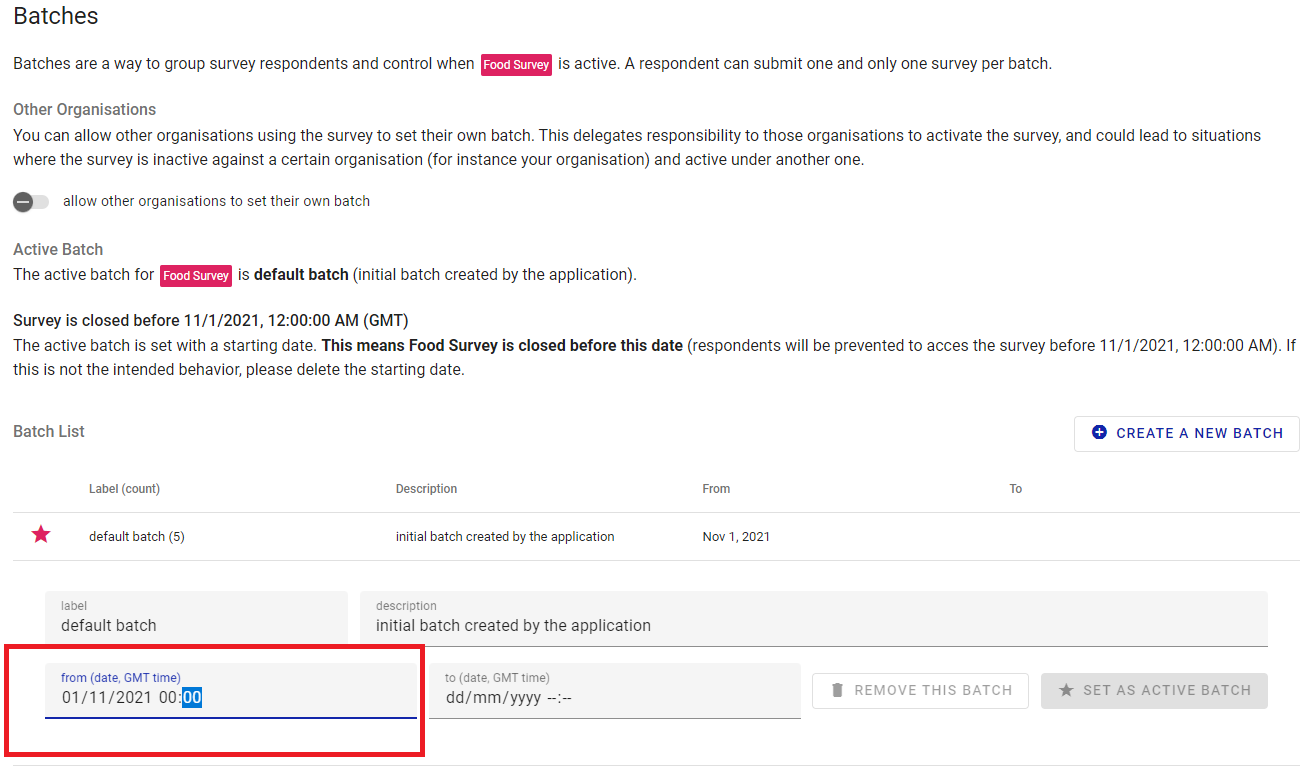 Batches
Batches are a way to group survey respondents and control when Food Survey is active. A respondent can submit one and only one survey per batch.
Other Organisations
You can allow other organisations using the survey to set their own batch. This delegates responsibility to those organisations to activate the survey, and could lead to situations
where the survey is inactive against a certain organisation (for instance your organisation) and active under another one.
allow other organisations to set their own batch
Active Batch
The active batch for Food Survey is default batch (initial batch created by the application).
Survey is closed before 11/1/2021, 12:00:00 AM (GMT)
The active batch is set with a starting date. This means Food Survey is closed before this date (respondents will be prevented to acces the survey before 11/1/2021, 12:00:00 AM). If
this is not the intended behavior, please delete the starting date.
Batch List
CREATE A NEW BATCH
Label (count) Description From To
default batch (5) initial batch created by the application Nov 1, 2021
label description
default batch initial batch created by the application
from (date, GMT time) to (date, GMT time)
01/11/2021 00:00 dd/mm/yyyy --:-- REMOVE THIS BATCH SET AS ACTIVE BATCH